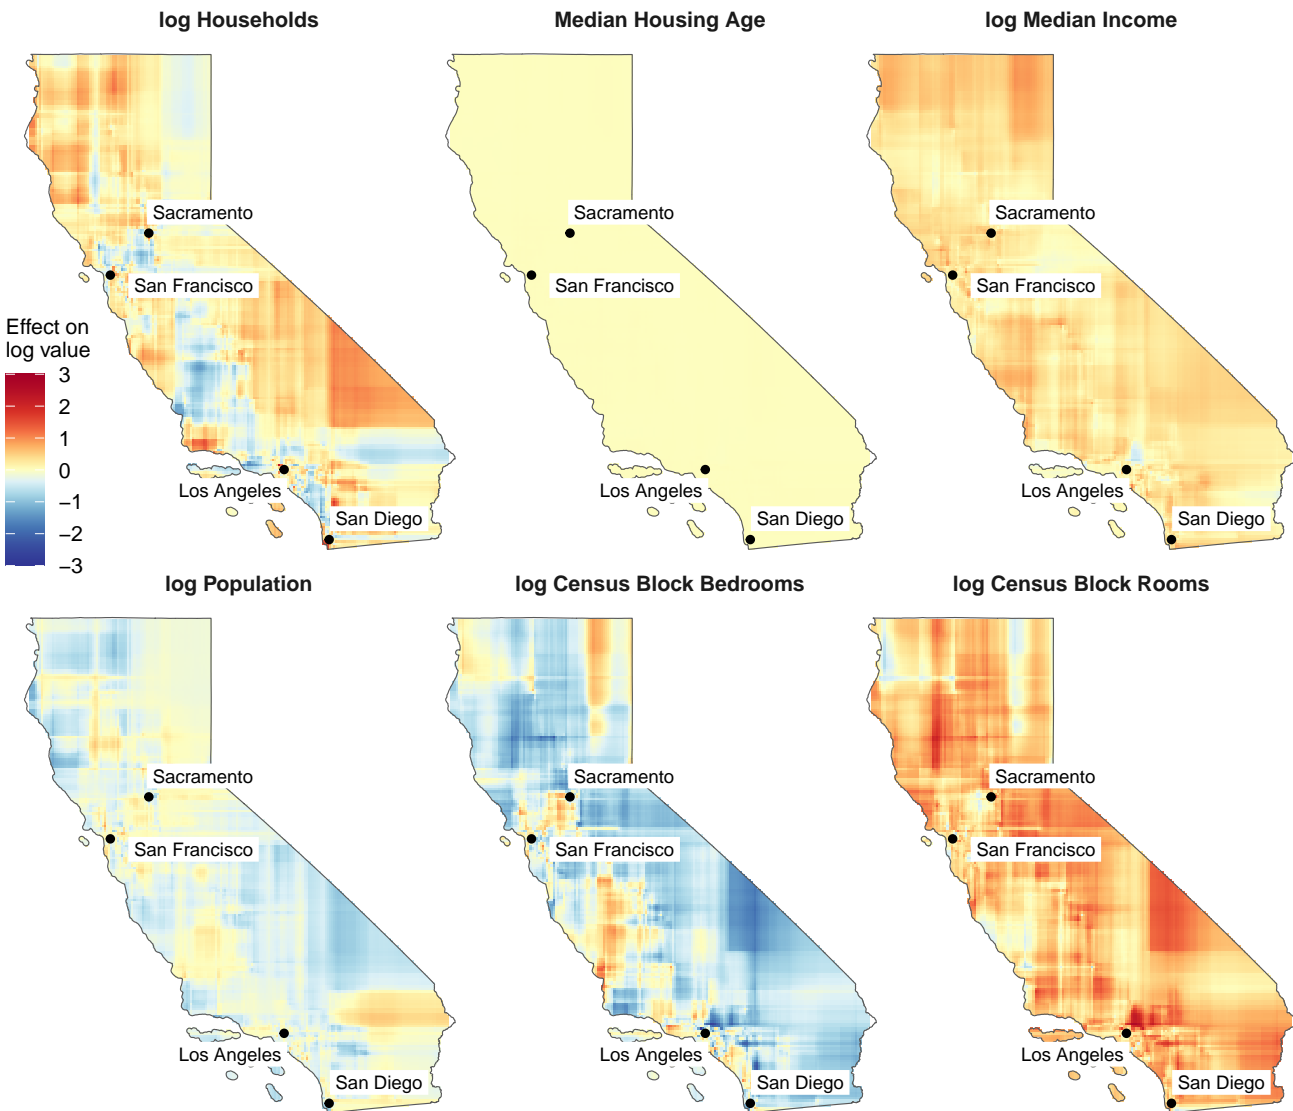 log Households
Median Housing Age
log Median Income
Sacramento
San Francisco
Los Angeles
San Diego
Sacramento
San Francisco
Los Angeles
San Diego
Sacramento
San Francisco
Los Angeles
San Diego
Effect on
log value
3
2
1
0
−1
−2
−3
log Population
log Census Block Bedrooms
log Census Block Rooms
Sacramento
San Francisco
Los Angeles
San Diego
Sacramento
San Francisco
Los Angeles
San Diego
Sacramento
San Francisco
Los Angeles
San Diego